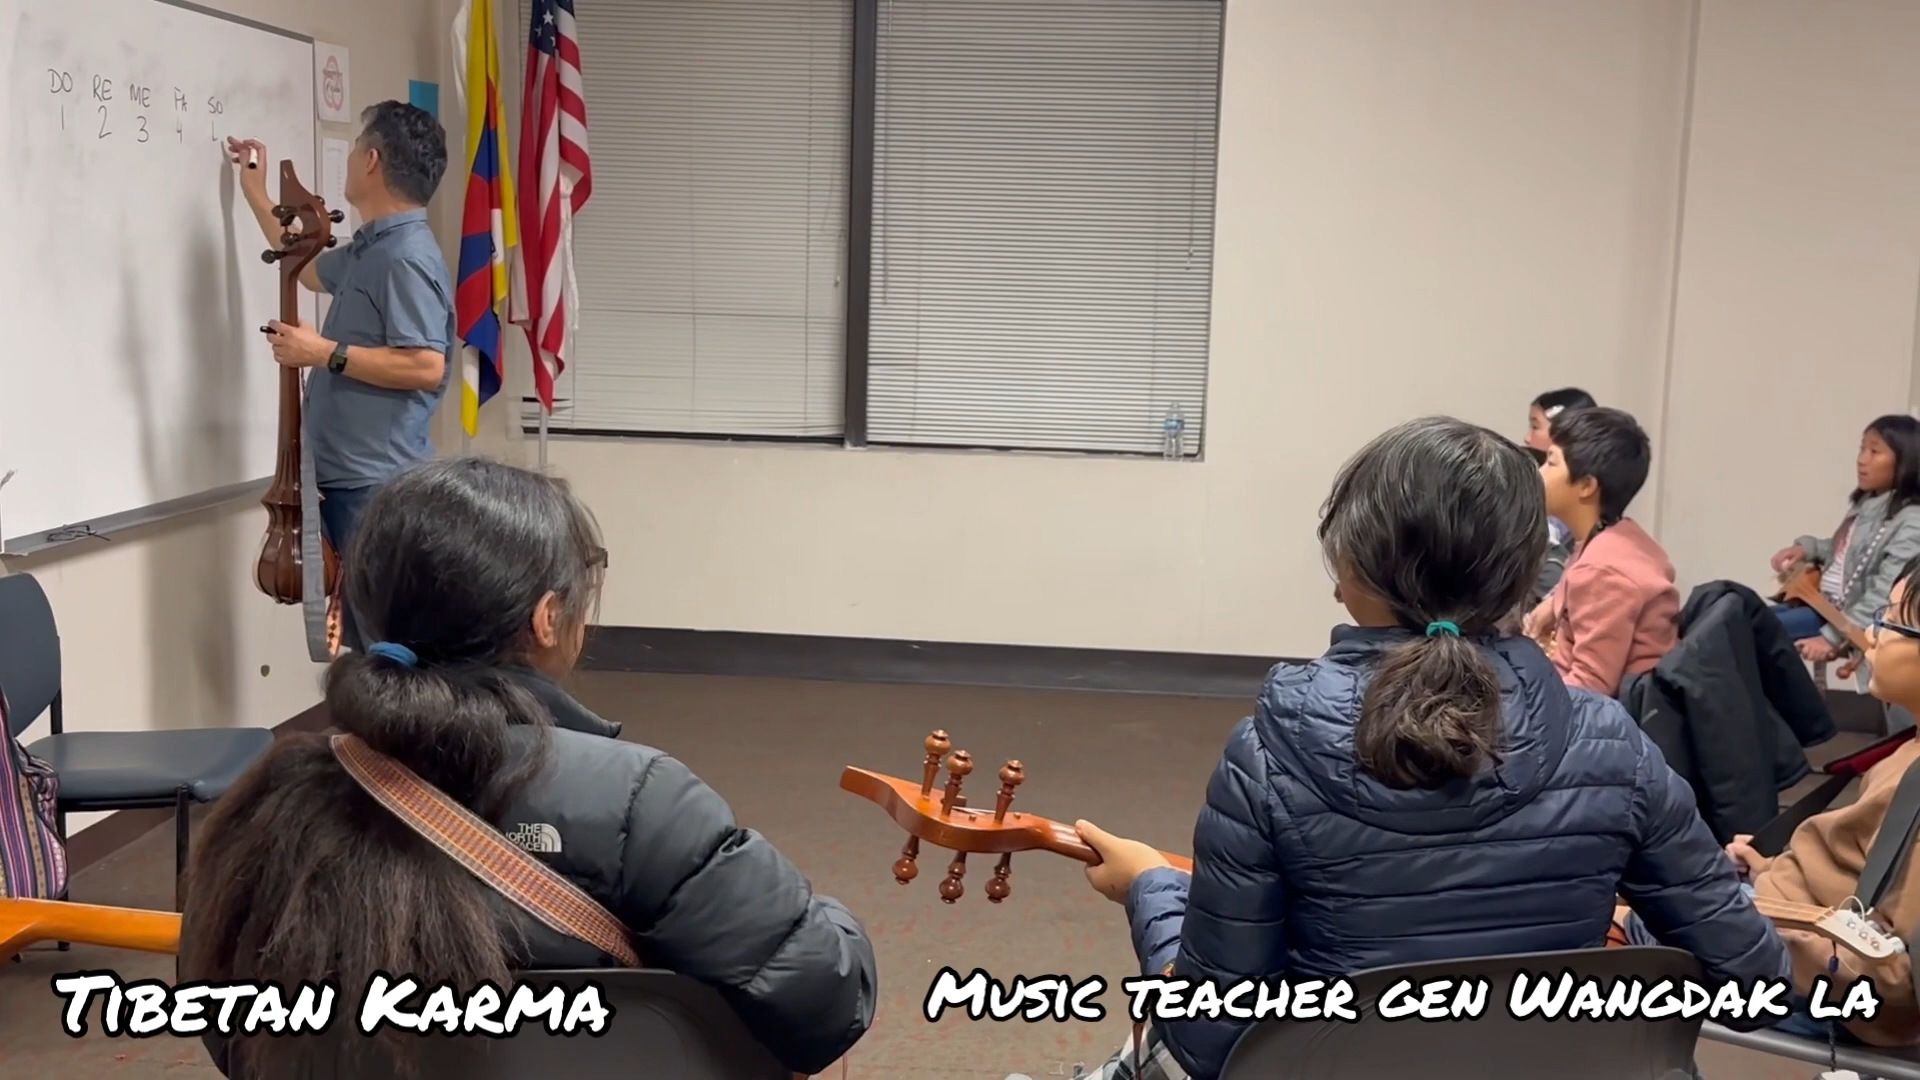 DO RE ME FA SO
1 2 3 4
THE
NORTH
FACE
TIBETAN KARMA
MUSIC TEACHER GEN WANGDAK LA